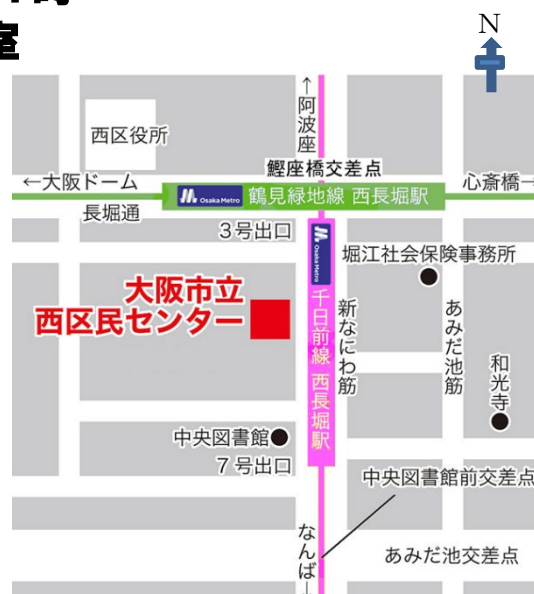 室
N
↑阿波座
西区役所
鰹座橋交差点
←大阪ドーム
Osaka Metro 鶴見緑地線 西長堀駅
心斎橋→
長堀通
3号出口
Osaka Metro 千日前線 西長堀駅
堀江社会保険事務所
大阪市立
西区民センター
新なにわ筋
あみだ池筋
和光寺
中央図書館
7号出口
中央図書館前交差点
なんば→
あみだ池交差点